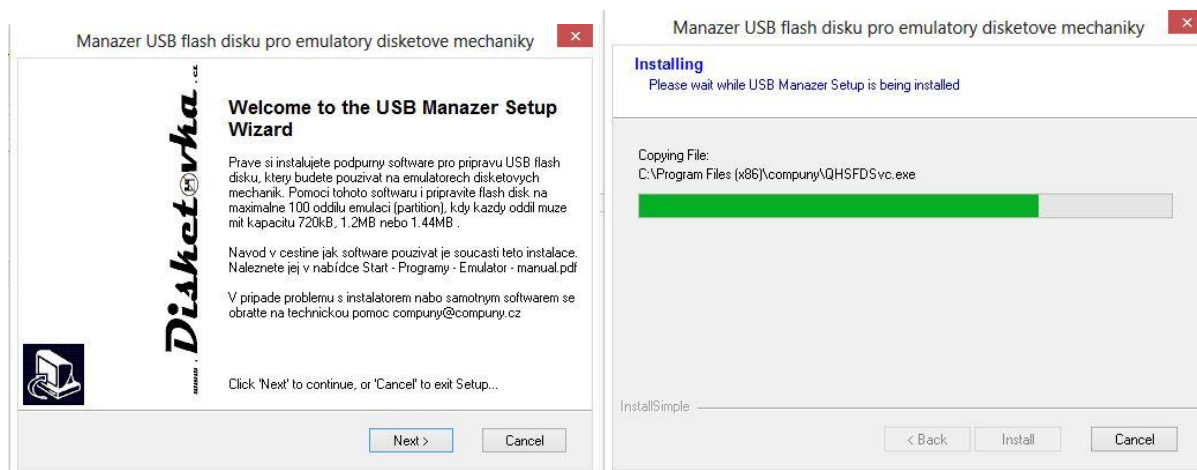 Manazer USB flash disku pro emulatory disketove mechaniky
www.Disketovka.cz
Welcome to the USB Manazer Setup
Wizard
Prave si instalujete podpurny software pro pripravu USB flash
disku, ktery budete pouzivat na emulatorech disketovych
mechanik. Pomoci tohoto softwaru i pripravite flash disk na
maximalne 100 oddilu emulaci (partition), kdy kazdy oddil muze
mit kapacitu 720kB, 1.2MB nebo 1.44MB .
Navod v cestine jak software pouzivat je soucasti teto instalace.
Naleznete jej v nabídce Start - Programy - Emulator - manual.pdf
V pripade problemu s instalatorem nabo samotnym softwarem se
obratte na technickou pomoc compuny@compuny.cz
Click 'Next' to continue, or 'Cancel' to exit Setup...
Next >
Cancel
Manazer USB flash disku pro emulatory disketove mechaniky
Installing
Please wait while USB Manazer Setup is being installed
Copying File:
C:\Program Files (x86)\compuny\QHSFDSvc.exe
InstallSimple
< Back
Install
Cancel